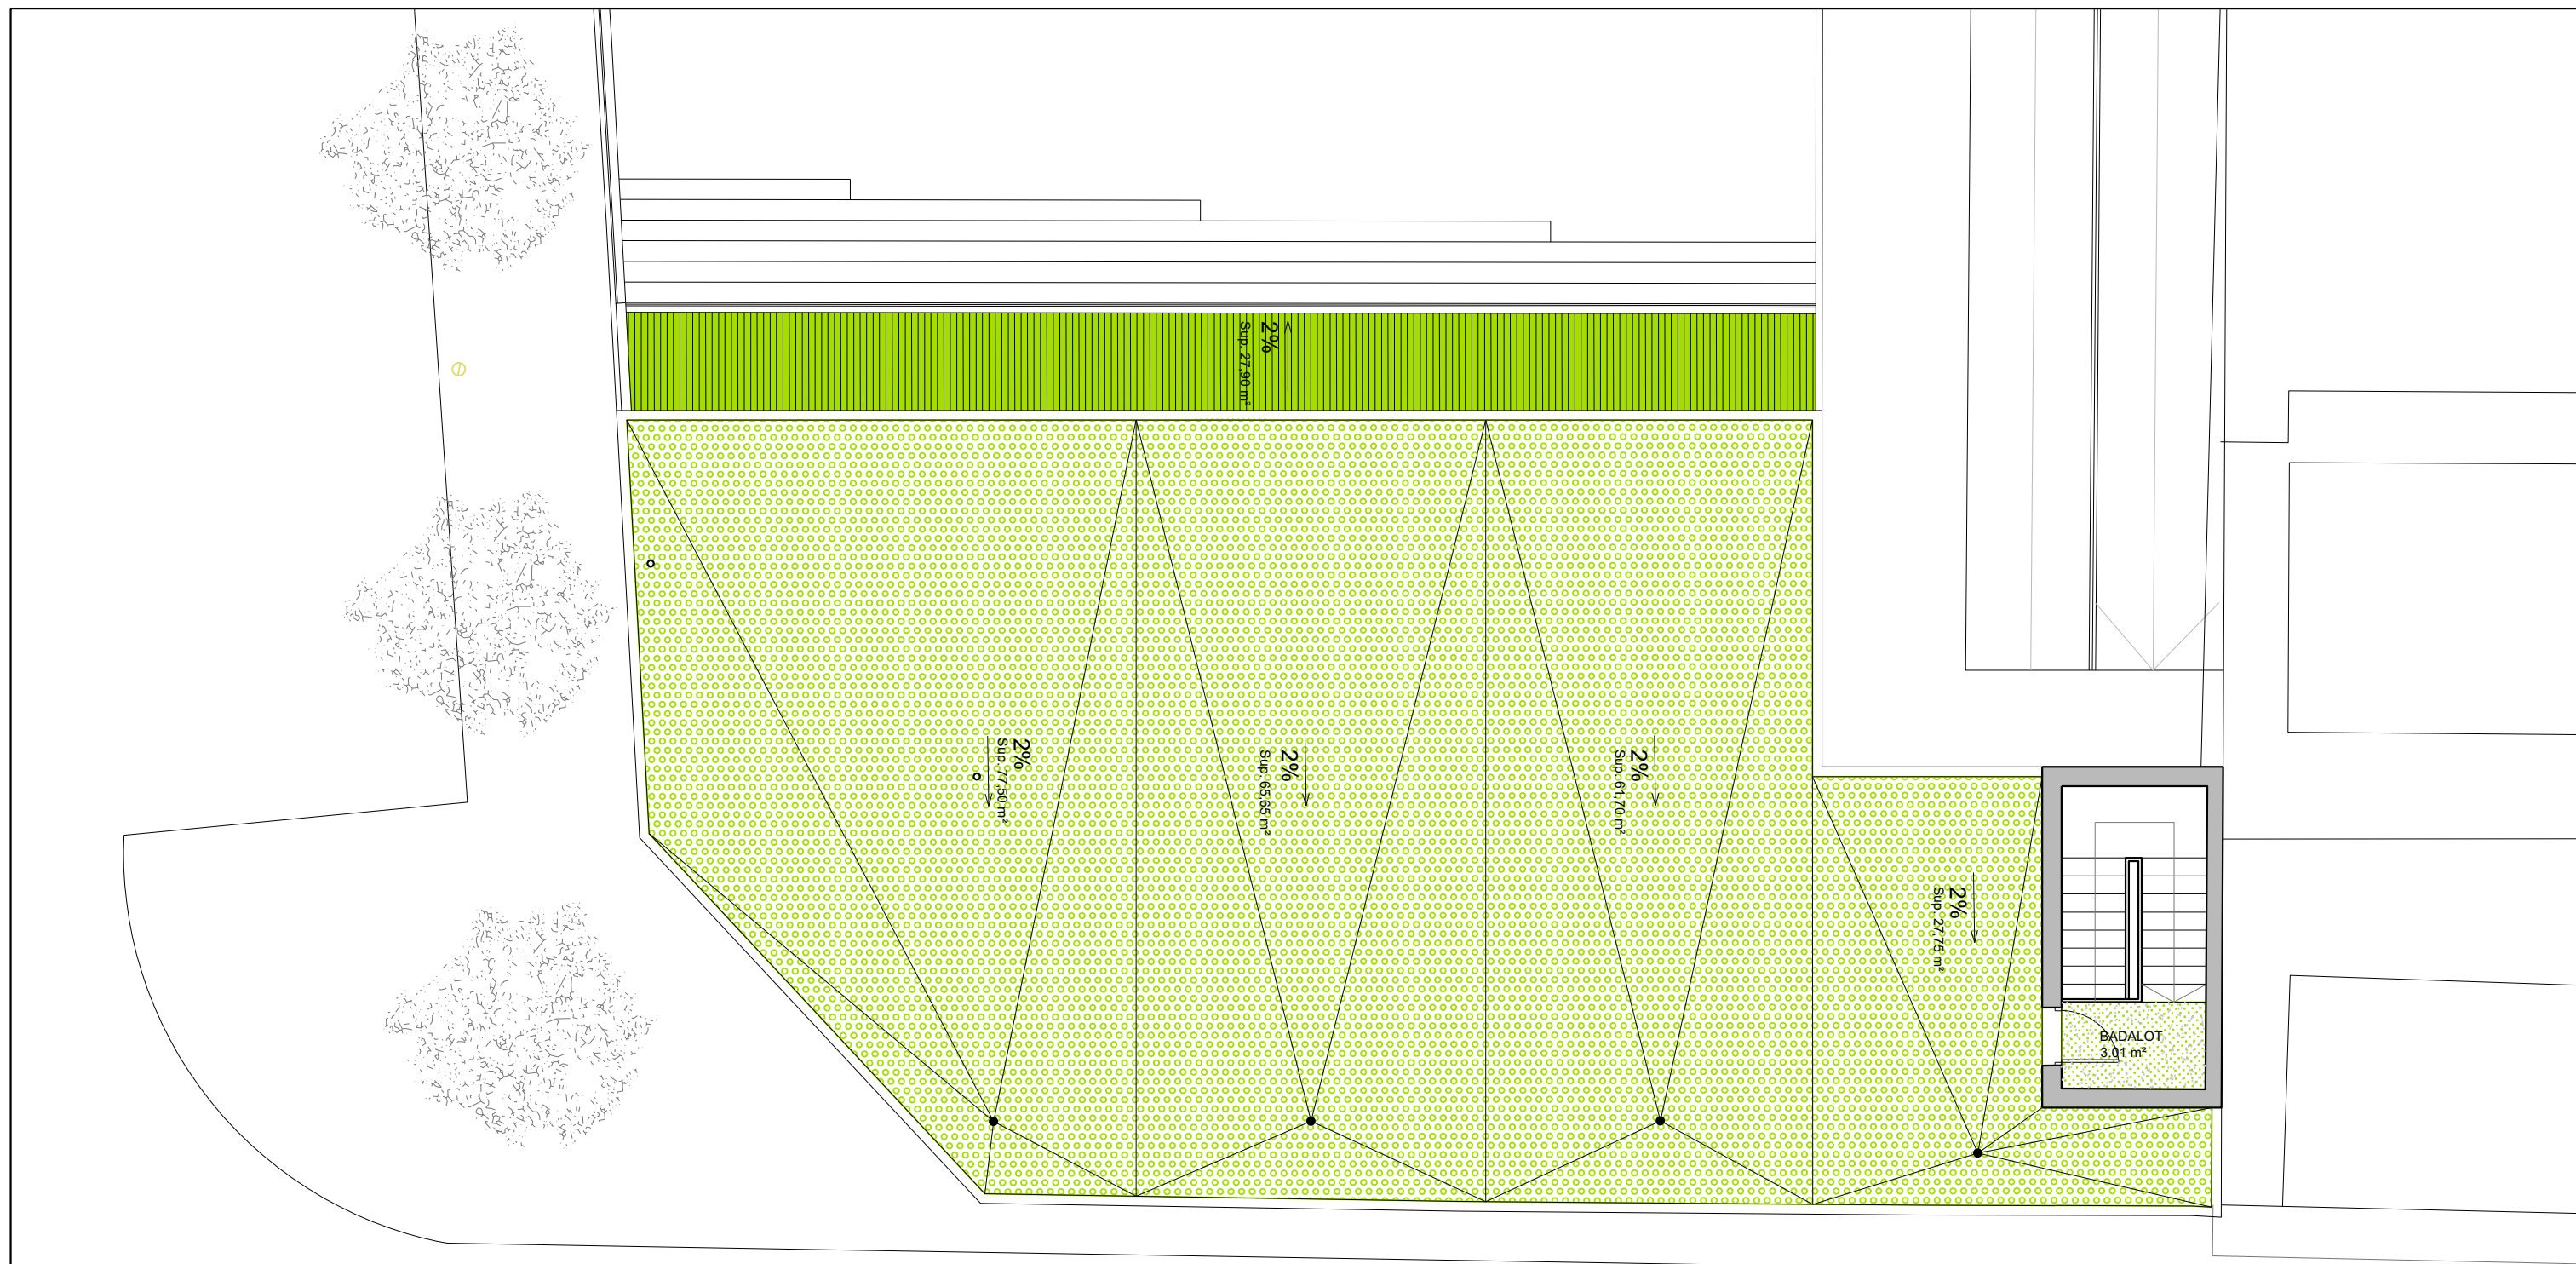 2%
Sup. 27,90 m²
2%
Sup. 77,50 m²
2%
Sup. 65,65 m²
2%
Sup. 61,70 m²
2%
Sup. 27,75 m²
BADALOT
3,01 m²